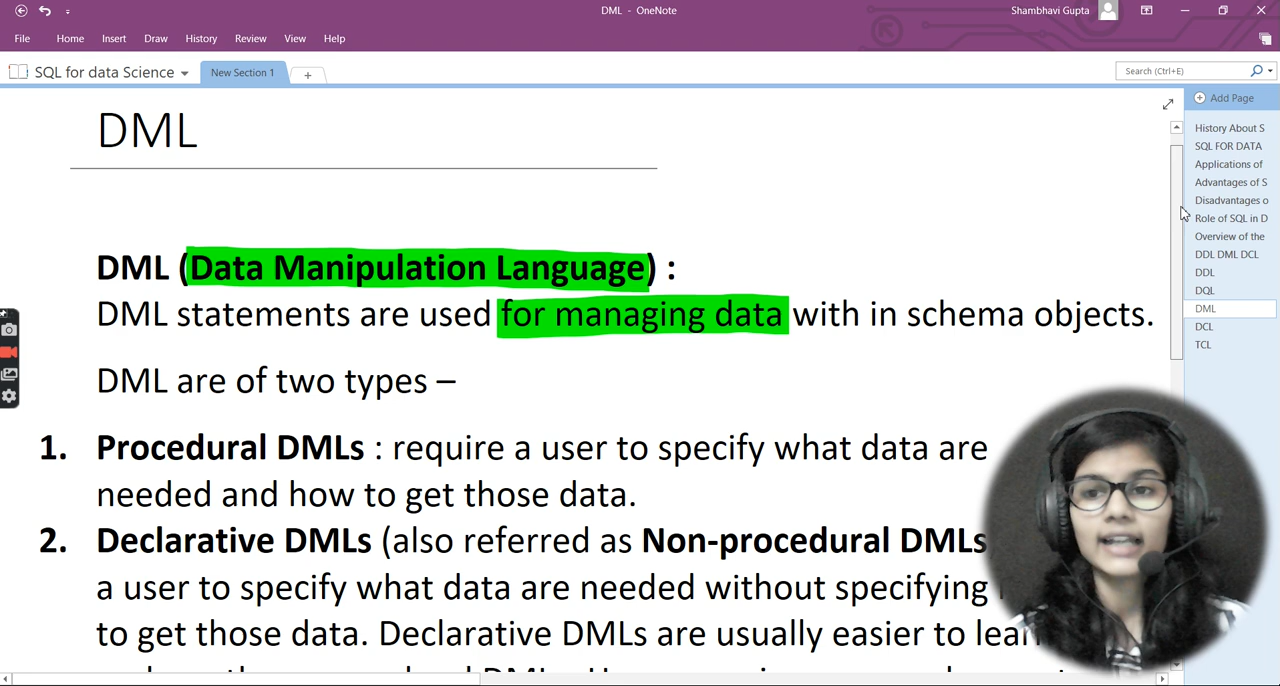 DML - OneNote
Shambhavi Gupta
File Home Insert Draw History Review View Help
SQL for data Science
New Section 1
+
Search (Ctrl+E)
Add Page
DML
DML (Data Manipulation Language) :
DML statements are used for managing data with in schema objects.
DML are of two types –
1. Procedural DMLs : require a user to specify what data are
needed and how to get those data.
2. Declarative DMLs (also referred as Non-procedural DMLs
a user to specify what data are needed without specifying
to get those data. Declarative DMLs are usually easier to learn
History About S
SQL FOR DATA
Applications of
Advantages of S
Disadvantages o
Role of SQL in D
Overview of the
DDL DML DCL
DDL
DQL
DML
DCL
TCL